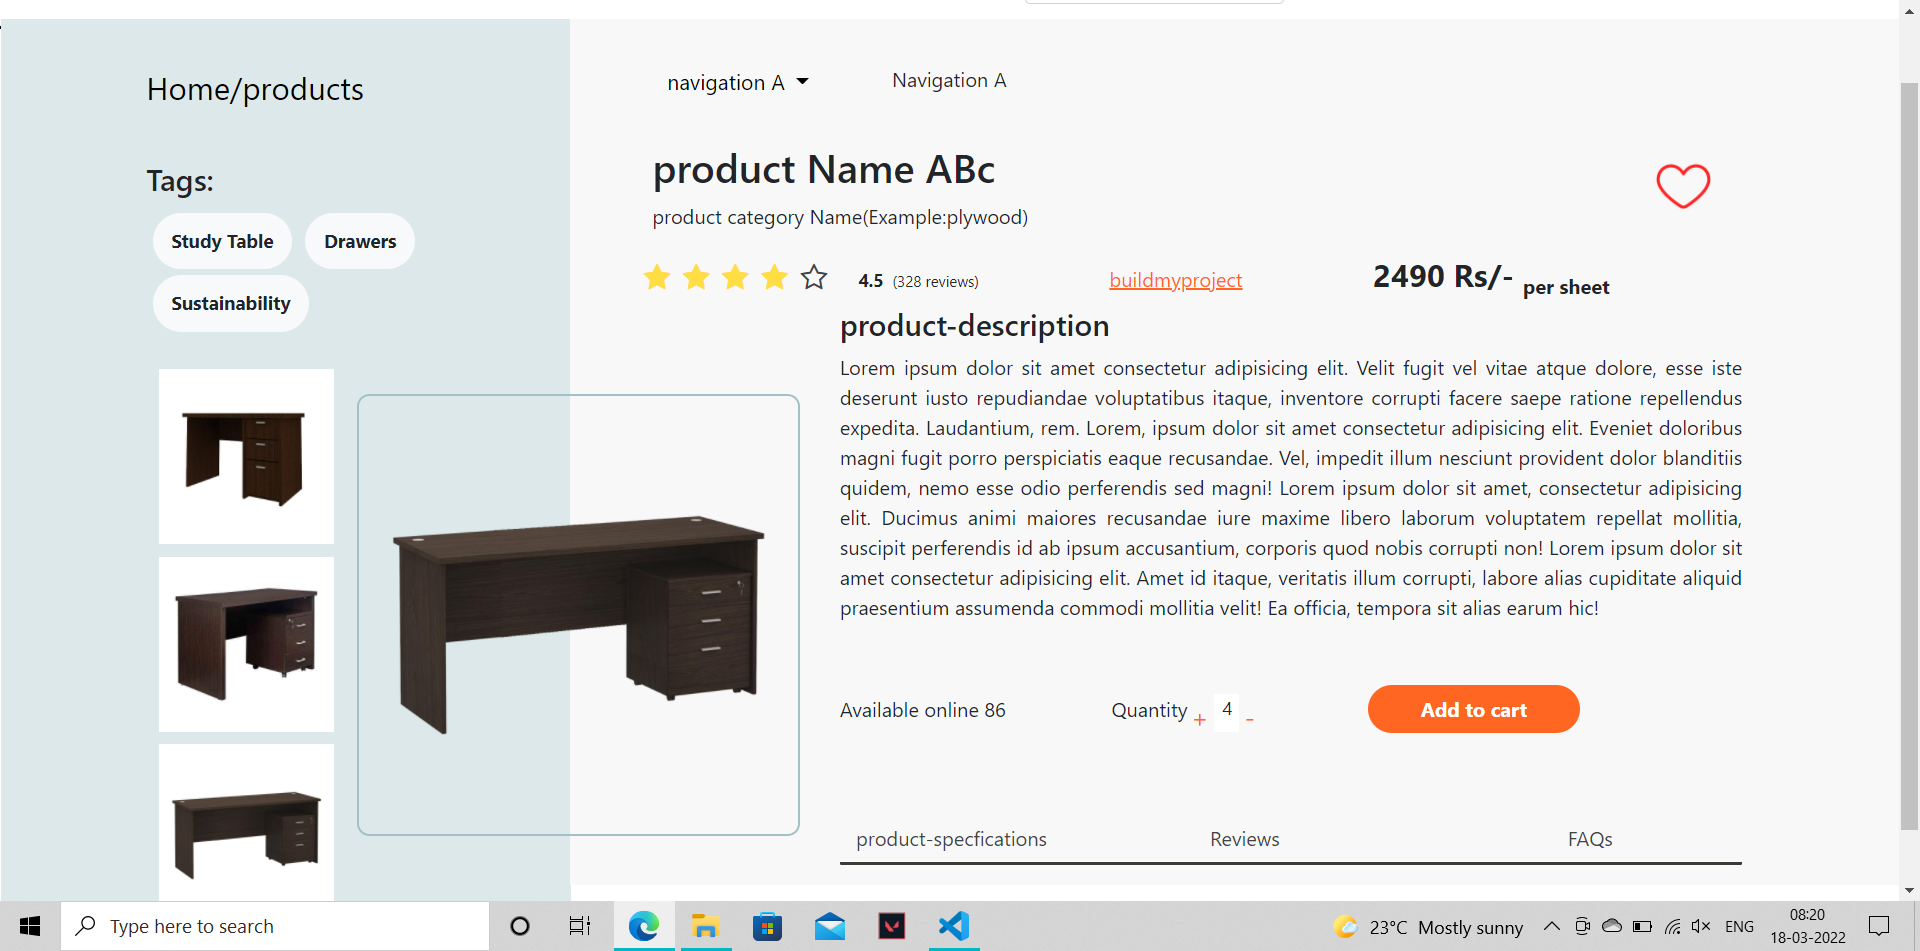 Home/products
navigation A
Navigation A
Tags:
Study Table
Drawers
Sustainability
product Name ABc
product category Name(Example:plywood)
4.5 (328 reviews)
buildmyproject
2490 Rs/- per sheet
product-description
Lorem ipsum dolor sit amet consectetur adipisicing elit. Velit fugit vel vitae atque dolore, esse iste
deserunt iusto repudiandae voluptatibus itaque, inventore corrupti facere saepe ratione repellendus
expedita. Laudantium, rem. Lorem, ipsum dolor sit amet consectetur adipisicing elit. Eveniet doloribus
magni fugit porro perspiciatis eaque recusandae. Vel, impedit illum nesciunt provident dolor blanditiis
quidem, nemo esse odio perferendis sed magni! Lorem ipsum dolor sit amet, consectetur adipisicing
elit. Ducimus animi maiores recusandae iure maxime libero laborum voluptatem repellat mollitia,
suscipit perferendis id ab ipsum accusantium, corporis quod nobis corrupti non! Lorem ipsum dolor sit
amet consectetur adipisicing elit. Amet id itaque, veritatis illum corrupti, labore alias cupiditate aliquid
praesentium assumenda commodi mollitia velit! Ea officia, tempora sit alias earum hic!
Available online 86
Quantity + 4 -
Add to cart
product-specfications
Reviews
FAQs
Type here to search
23°C Mostly sunny
ENG
08:20
18-03-2022